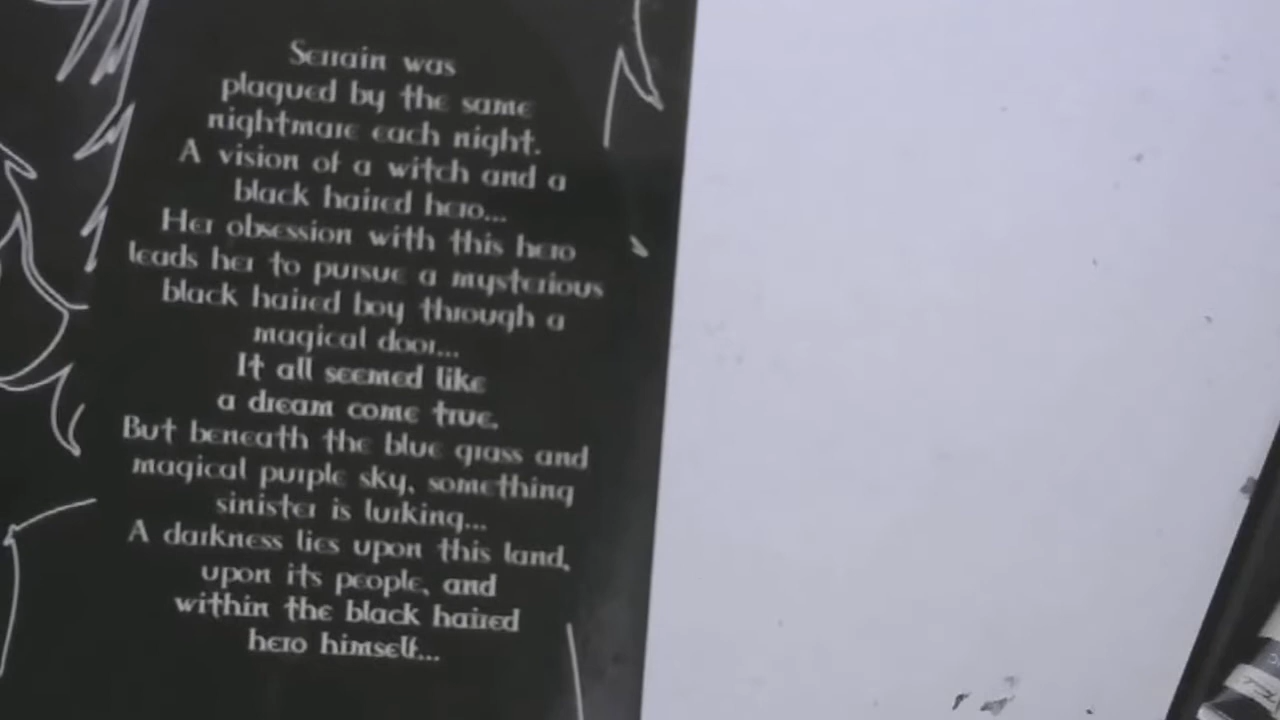 Serrain was
plagued by the same
nightmare each night.
A vision of a witch and a
black haired hero...
Her obsession with this hero
leads her to pursue a mysterious
black haired boy through a
magical door...
It all seemed like
a dream come true.
But beneath the blue grass and
magical purple sky, something
sinister is lurking...
A darkness lies upon this land,
upon its people, and
within the black haired
hero himself...